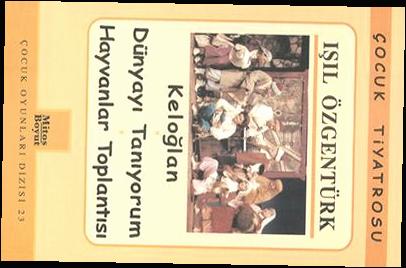 ÇOCUK TİYATROSU
IŞIL ÖZGENTÜRK
Keloğlan
Dünyayı Tanıyorum
Hayvanlar Toplantısı
Mitos
Boyut
ÇOCUK OYUNLARI DİZİSİ 23